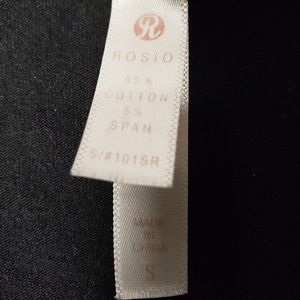 R
ROSIO
95%
COTTON
5%
SPAN
S/#101SR
MADE
IN
CHINA
S